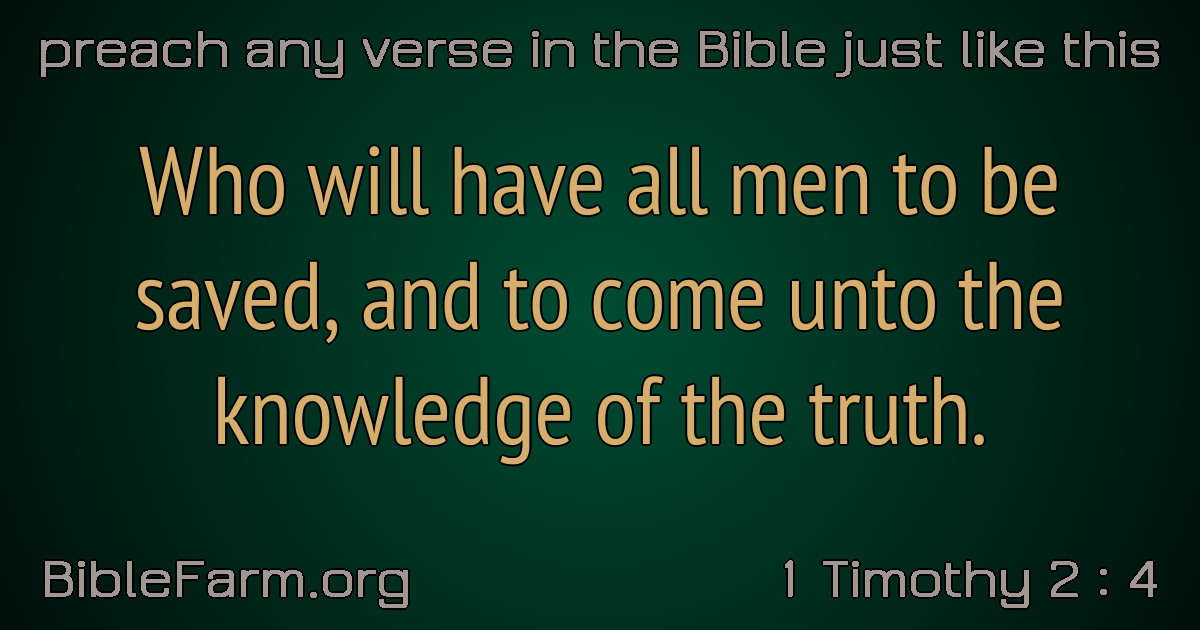 preach any verse in the Bible just like this
Who will have all men to be
saved, and to come unto the
knowledge of the truth.
BibleFarm.org
1 Timothy 2 : 4